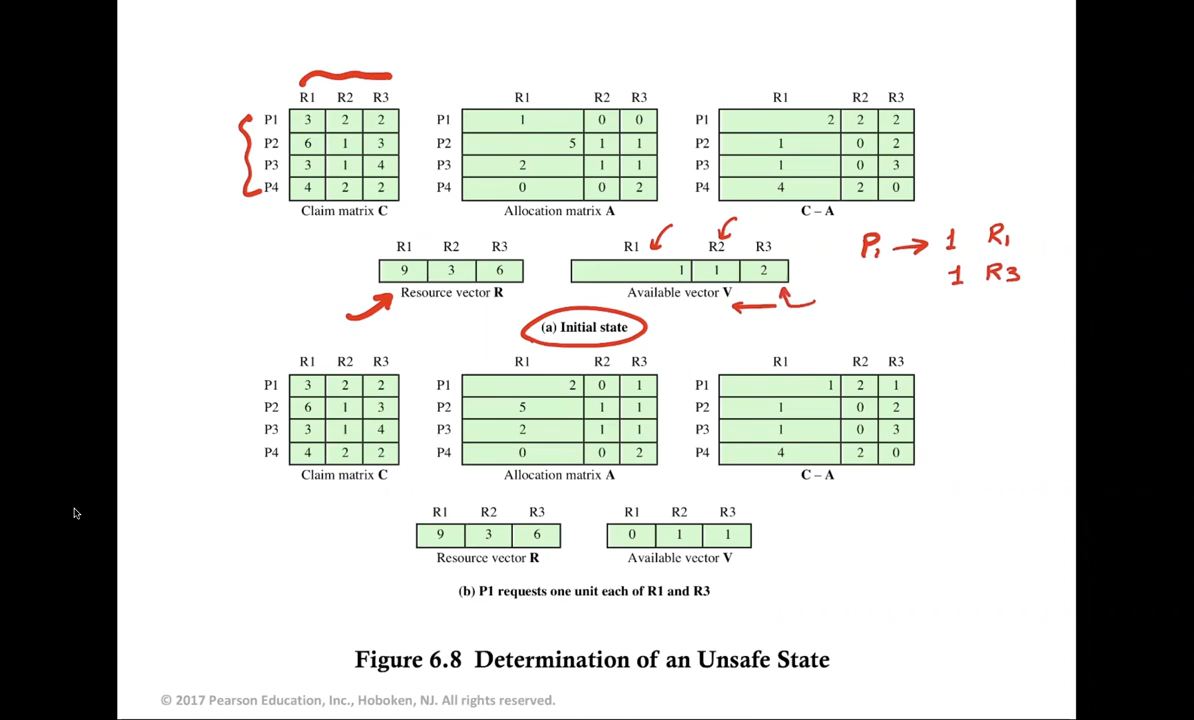 R1 R2 R3 R1 R2 R3 R1 R2 R3
P1 3 2 2 P1 1 0 0 P1 2 2 2
P2 6 1 3 P2 5 1 1 P2 1 0 2
P3 3 1 4 P3 2 1 1 P3 1 0 3
P4 4 2 2 P4 0 0 2 P4 4 2 0
Claim matrix C Allocation matrix A C – A
R1 R2 R3 R1 R2 R3 P1 → 1 R1
9 3 6 1 1 2 1 R3
Resource vector R Available vector V
(a) Initial state
R1 R2 R3 R1 R2 R3 R1 R2 R3
P1 3 2 2 P1 2 0 1 P1 1 2 1
P2 6 1 3 P2 5 1 1 P2 1 0 2
P3 3 1 4 P3 2 1 1 P3 1 0 3
P4 4 2 2 P4 0 0 2 P4 4 2 0
Claim matrix C Allocation matrix A C – A
R1 R2 R3 R1 R2 R3
9 3 6 0 1 1
Resource vector R Available vector V
(b) P1 requests one unit each of R1 and R3
Figure 6.8 Determination of an Unsafe State
© 2017 Pearson Education, Inc., Hoboken, NJ. All rights reserved.